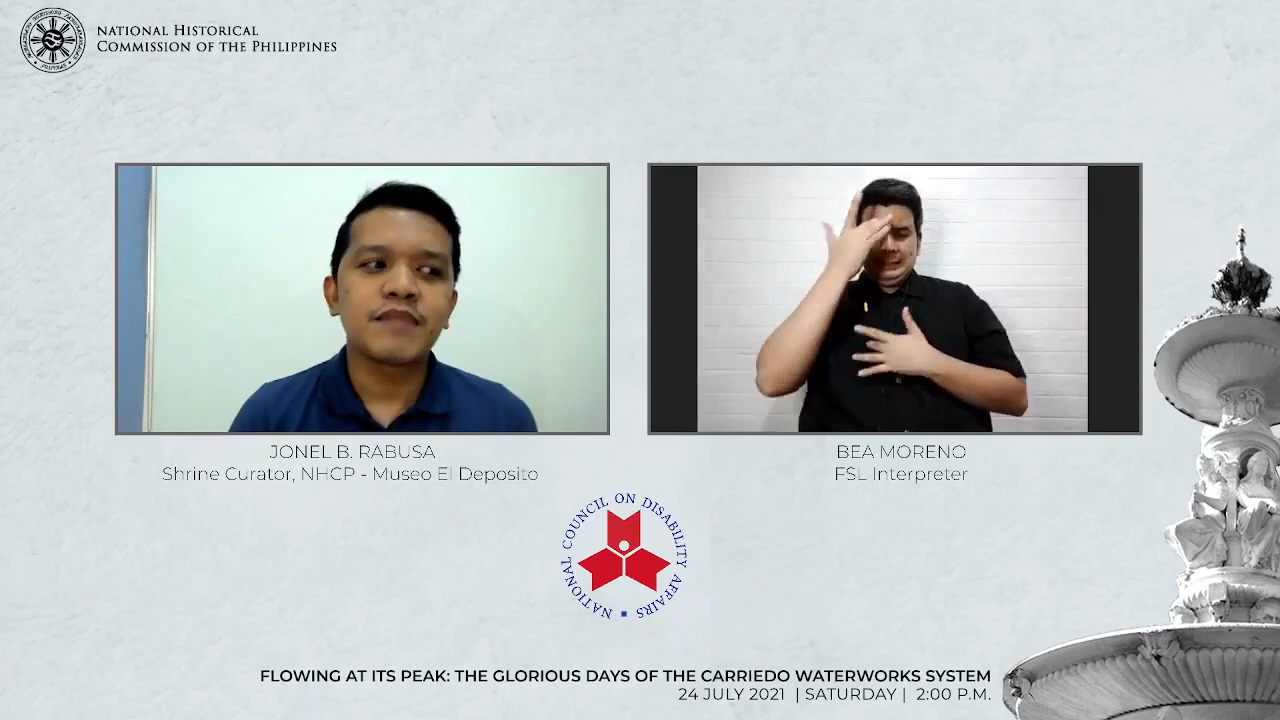 NATIONAL HISTORICAL
COMMISSION OF THE PHILIPPINES
JONEL B. RABUSA
Shrine Curator, NHCP - Museo El Deposito
BEA MORENO
FSL Interpreter
NATIONAL COUNCIL ON DISABILITY AFFAIRS
FLOWING AT ITS PEAK: THE GLORIOUS DAYS OF THE CARRIEDO WATERWORKS SYSTEM
24 JULY 2021 | SATURDAY | 2:00 P.M.